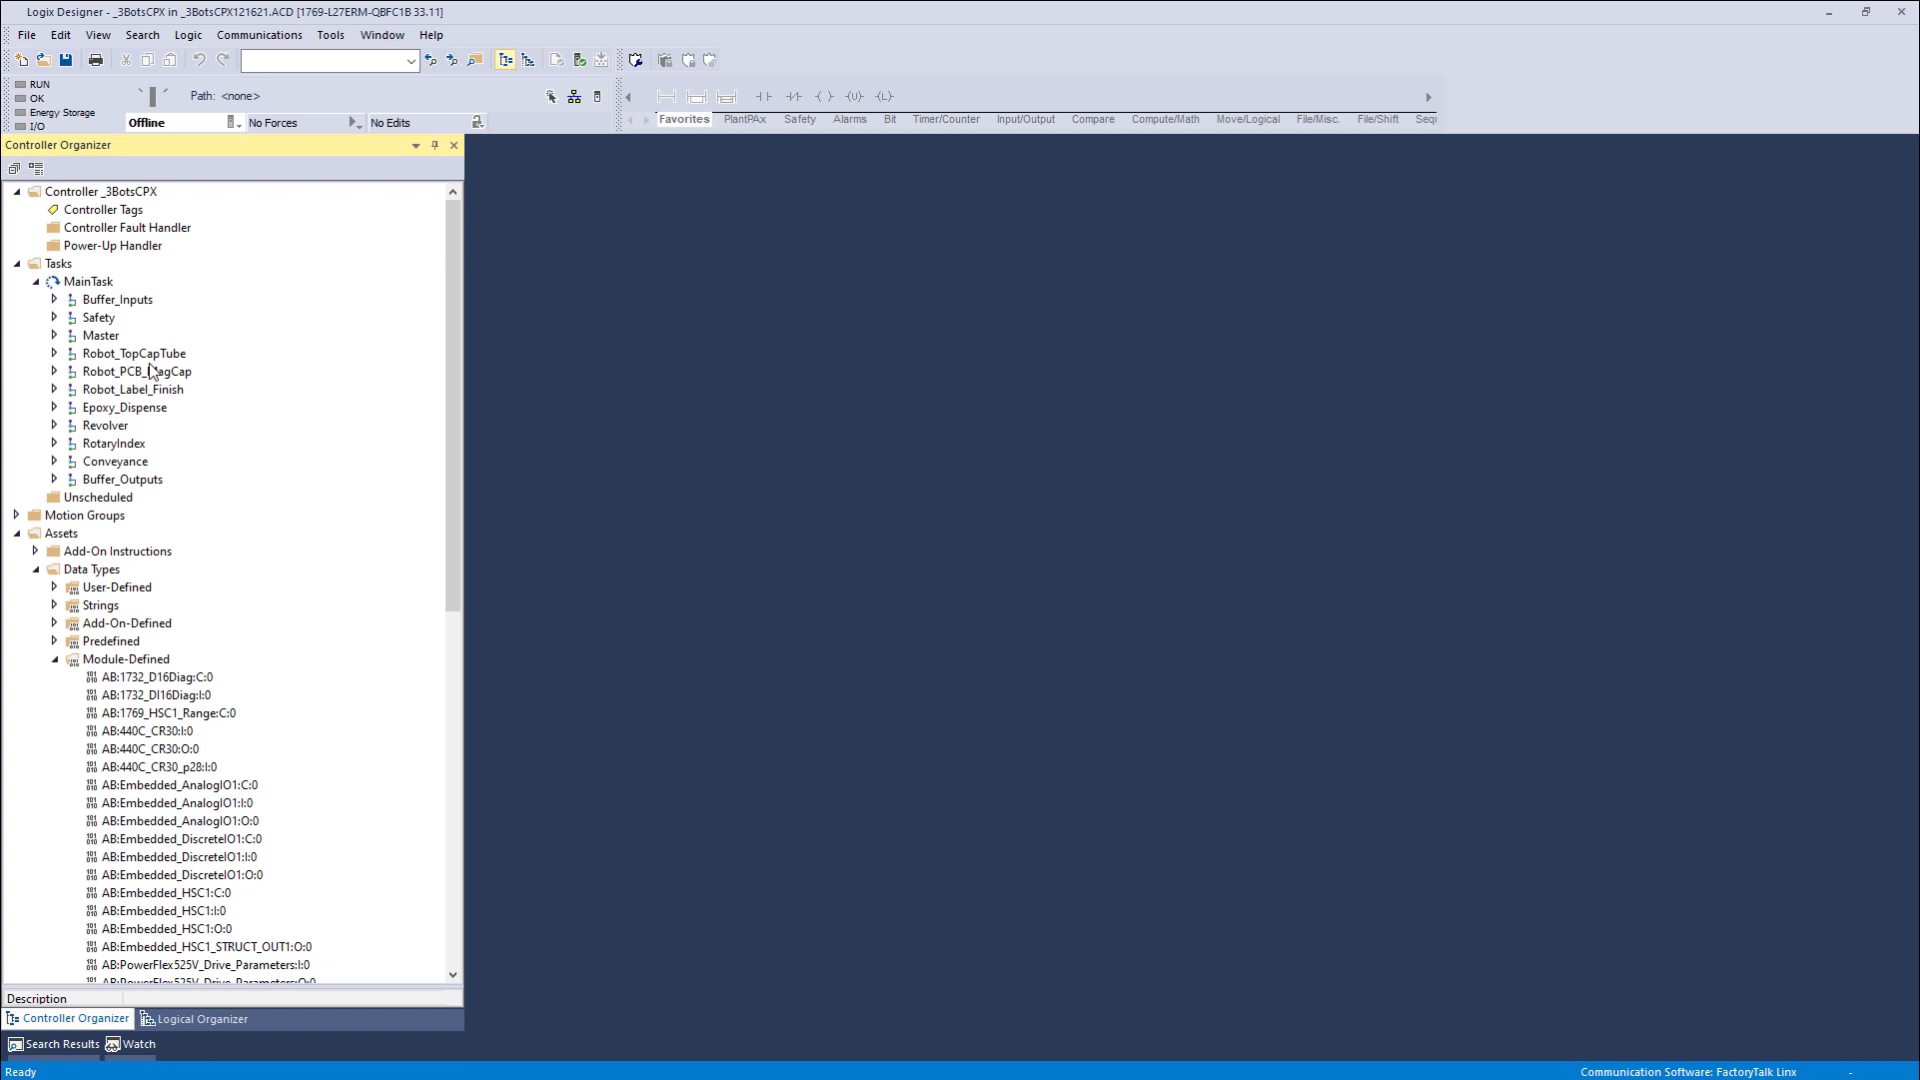 Logix Designer - _3BotsCPX in _3BotsCPX121621.ACD [1769-L27ERM-QBFC1B 33.11]
File Edit View Search Logic Communications Tools Window Help
RUN
OK
Energy Storage
I/O
Path: <none>
Offline No Forces No Edits
Favorites PlantPAx Safety Alarms Bit Timer/Counter Input/Output Compare Compute/Math Move/Logical File/Misc. File/Shift Sequ
Controller Organizer
Controller _3BotsCPX
Controller Tags
Controller Fault Handler
Power-Up Handler
Tasks
MainTask
Buffer_Inputs
Safety
Master
Robot_TopCapTube
Robot_PCB_MagCap
Robot_Label_Finish
Epoxy_Dispense
Revolver
RotaryIndex
Conveyance
Buffer_Outputs
Unscheduled
Motion Groups
Assets
Add-On Instructions
Data Types
User-Defined
Strings
Add-On-Defined
Predefined
Module-Defined
AB:1732_D16Diag:C:0
AB:1732_DI16Diag:I:0
AB:1769_HSC1_Range:C:0
AB:440C_CR30:I:0
AB:440C_CR30:O:0
AB:440C_CR30_p28:I:0
AB:Embedded_AnalogIO1:C:0
AB:Embedded_AnalogIO1:I:0
AB:Embedded_AnalogIO1:O:0
AB:Embedded_DiscreteIO1:C:0
AB:Embedded_DiscreteIO1:I:0
AB:Embedded_DiscreteIO1:O:0
AB:Embedded_HSC1:C:0
AB:Embedded_HSC1:I:0
AB:Embedded_HSC1:O:0
AB:Embedded_HSC1_STRUCT_OUT1:O:0
AB:PowerFlex525V_Drive_Parameters:I:0
AB:PowerFlex525V_Drive_Parameters:O:0
Description
Controller Organizer Logical Organizer
Search Results Watch
Ready Communication Software: FactoryTalk Linx -